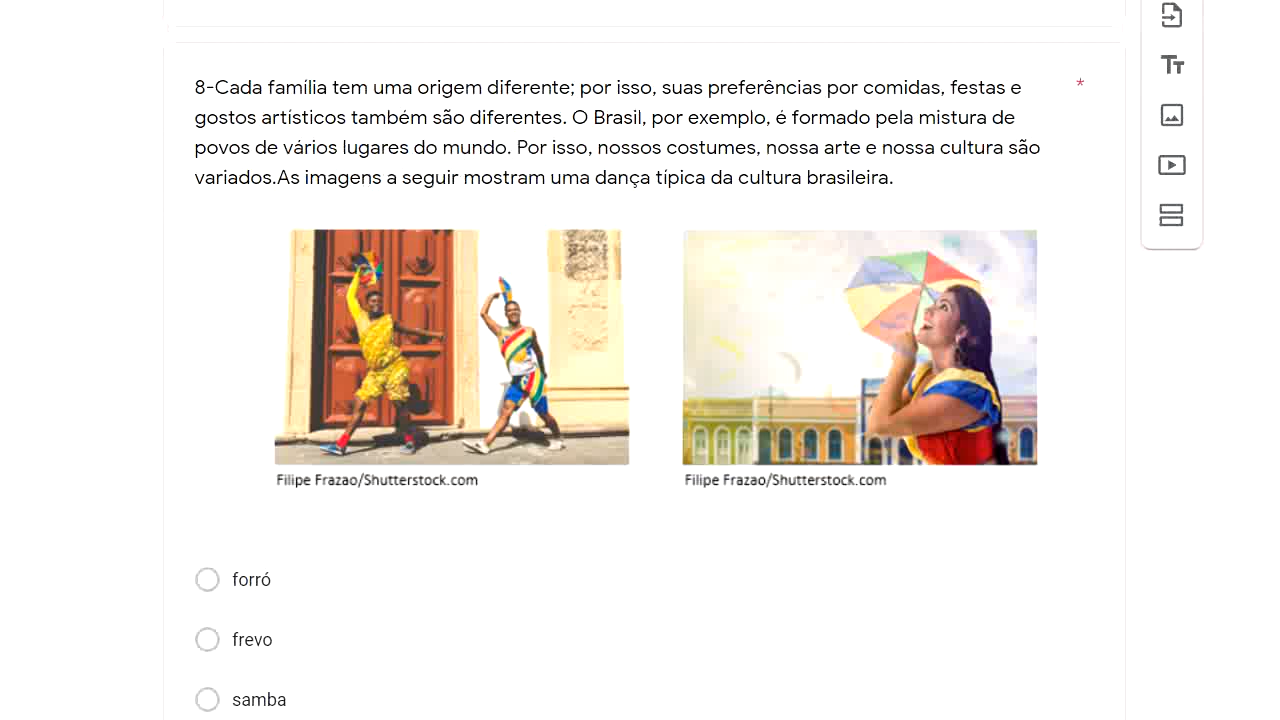 8-Cada família tem uma origem diferente; por isso, suas preferências por comidas, festas e *
gostos artísticos também são diferentes. O Brasil, por exemplo, é formado pela mistura de
povos de vários lugares do mundo. Por isso, nossos costumes, nossa arte e nossa cultura são
variados.As imagens a seguir mostram uma dança típica da cultura brasileira.
Filipe Frazao/Shutterstock.com
Filipe Frazao/Shutterstock.com
forró
frevo
samba